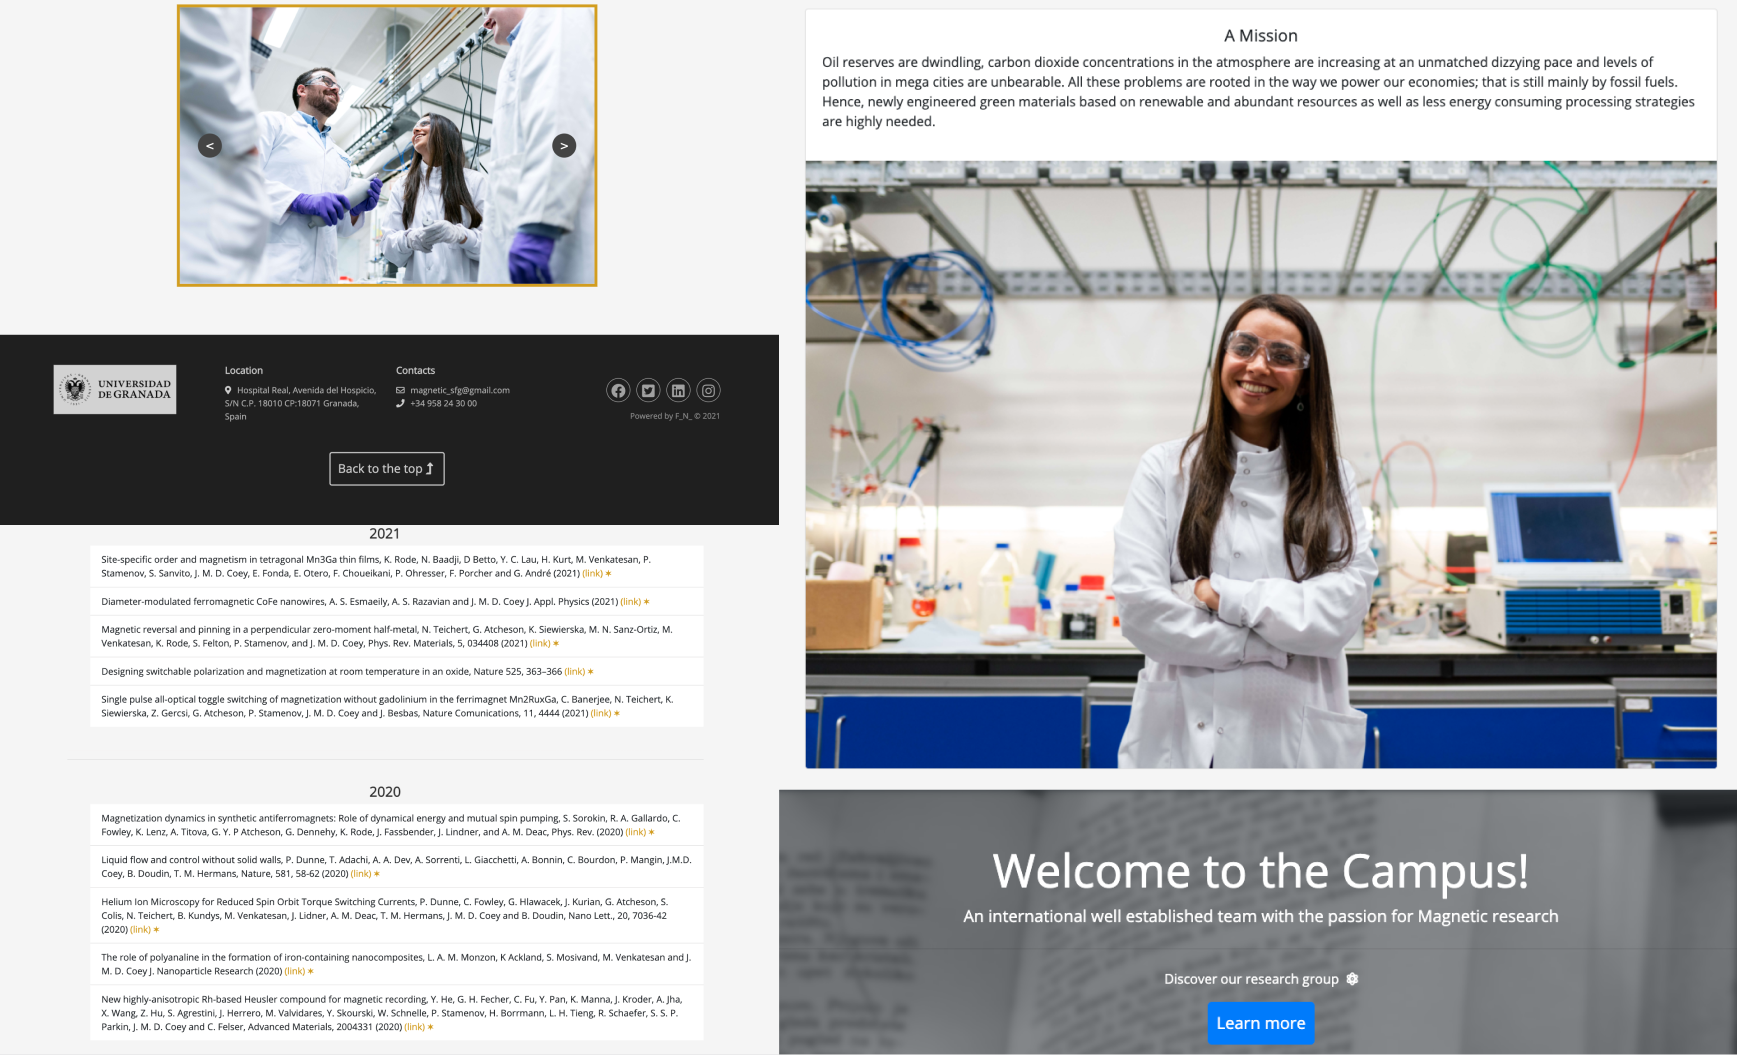 <
>
UNIVERSIDAD
DE GRANADA
Location
Hospital Real, Avenida del Hospicio,
S/N C.P. 18010 CP:18071 Granada,
Spain
Contacts
magnetic_sfg@gmail.com
+34 958 24 30 00
Powered by F_N_ © 2021
Back to the top
2021
Site-specific order and magnetism in tetragonal Mn3Ga thin films, K. Rode, N. Baadji, D Betto, Y. C. Lau, H. Kurt, M. Venkatesan, P.
Stamenov, S. Sanvito, J. M. D. Coey, E. Fonda, E. Otero, F. Choueikani, P. Ohresser, F. Porcher and G. André (2021) (link) ✶
Diameter-modulated ferromagnetic CoFe nanowires, A. S. Esmaeily, A. S. Razavian and J. M. D. Coey J. Appl. Physics (2021) (link) ✶
Magnetic reversal and pinning in a perpendicular zero-moment half-metal, N. Teichert, G. Atcheson, K. Siewierska, M. N. Sanz-Ortiz, M.
Venkatesan, K. Rode, S. Felton, P. Stamenov, and J. M. D. Coey, Phys. Rev. Materials, 5, 034408 (2021) (link) ✶
Designing switchable polarization and magnetization at room temperature in an oxide, Nature 525, 363–366 (link) ✶
Single pulse all-optical toggle switching of magnetization without gadolinium in the ferrimagnet Mn2RuxGa, C. Banerjee, N. Teichert, K.
Siewierska, Z. Gercsi, G. Atcheson, P. Stamenov, J. M. D. Coey and J. Besbas, Nature Comunications, 11, 4444 (2021) (link) ✶
2020
Magnetization dynamics in synthetic antiferromagnets: Role of dynamical energy and mutual spin pumping, S. Sorokin, R. A. Gallardo, C.
Fowley, K. Lenz, A. Titova, G. Y. P Atcheson, G. Dennehy, K. Rode, J. Fassbender, J. Lindner, and A. M. Deac, Phys. Rev. (2020) (link) ✶
Liquid flow and control without solid walls, P. Dunne, T. Adachi, A. A. Dev, A. Sorrenti, L. Giacchetti, A. Bonnin, C. Bourdon, P. Mangin, J.M.D.
Coey, B. Doudin, T. M. Hermans, Nature, 581, 58-62 (2020) (link) ✶
Helium Ion Microscopy for Reduced Spin Orbit Torque Switching Currents, P. Dunne, C. Fowley, G. Hlawacek, J. Kurian, G. Atcheson, S.
Colis, N. Teichert, B. Kundys, M. Venkatesan, J. Lidner, A. M. Deac, T. M. Hermans, J. M. D. Coey and B. Doudin, Nano Lett., 20, 7036-42
(2020) (link) ✶
The role of polyanaline in the formation of iron-containing nanocomposites, L. A. M. Monzon, K Ackland, S. Mosivand, M. Venkatesan and J.
M. D. Coey J. Nanoparticle Research (2020) (link) ✶
New highly-anisotropic Rh-based Heusler compound for magnetic recording, Y. He, G. H. Fecher, C. Fu, Y. Pan, K. Manna, J. Kroder, A. Jha,
X. Wang, Z. Hu, S. Agrestini, J. Herrero, M. Valvidares, Y. Skourski, W. Schnelle, P. Stamenov, H. Borrmann, L. H. Tieng, R. Schaefer, S. S. P.
Parkin, J. M. D. Coey and C. Felser, Advanced Materials, 2004331 (2020) (link) ✶
A Mission
Oil reserves are dwindling, carbon dioxide concentrations in the atmosphere are increasing at an unmatched dizzying pace and levels of
pollution in mega cities are unbearable. All these problems are rooted in the way we power our economies; that is still mainly by fossil fuels.
Hence, newly engineered green materials based on renewable and abundant resources as well as less energy consuming processing strategies
are highly needed.
Welcome to the Campus!
An international well established team with the passion for Magnetic research
Discover our research group
Learn more